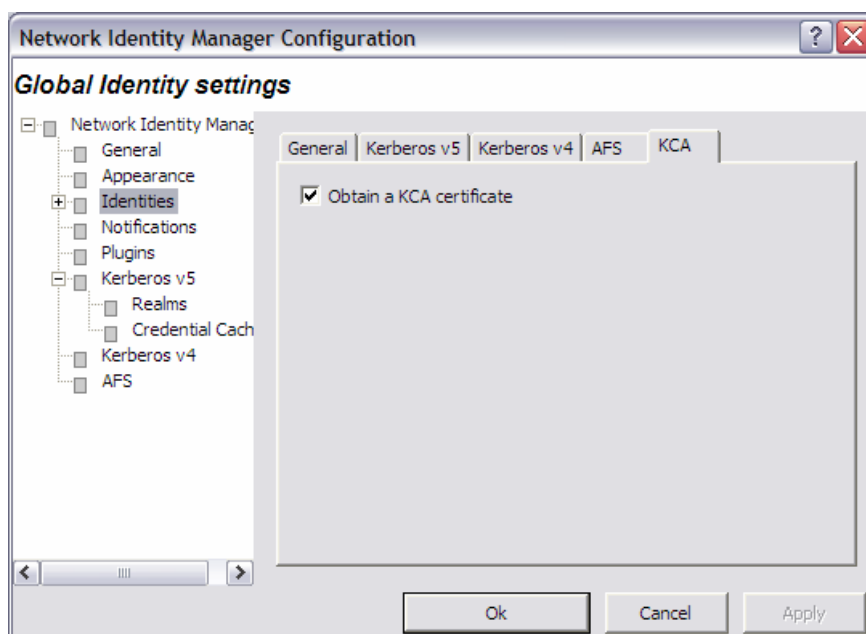 Network Identity Manager Configuration
Global Identity settings
Network Identity Manag
General
Appearance
Identities
Notifications
Plugins
Kerberos v5
Realms
Credential Cach
Kerberos v4
AFS
General Kerberos v5 Kerberos v4 AFS KCA
Obtain a KCA certificate
Ok Cancel Apply